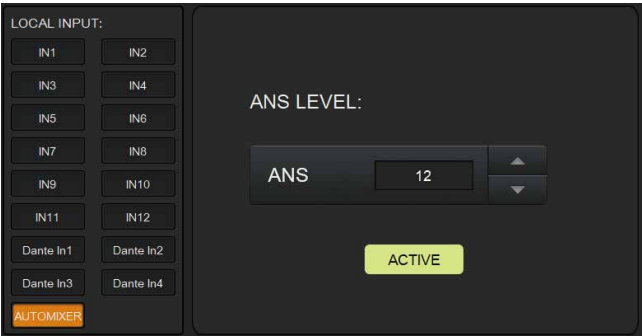 LOCAL INPUT:
IN1 IN2
IN3 IN4
IN5 IN6
IN7 IN8
IN9 IN10
IN11 IN12
Dante In1 Dante In2
Dante In3 Dante In4
AUTOMIXER
ANS LEVEL:
ANS 12
ACTIVE